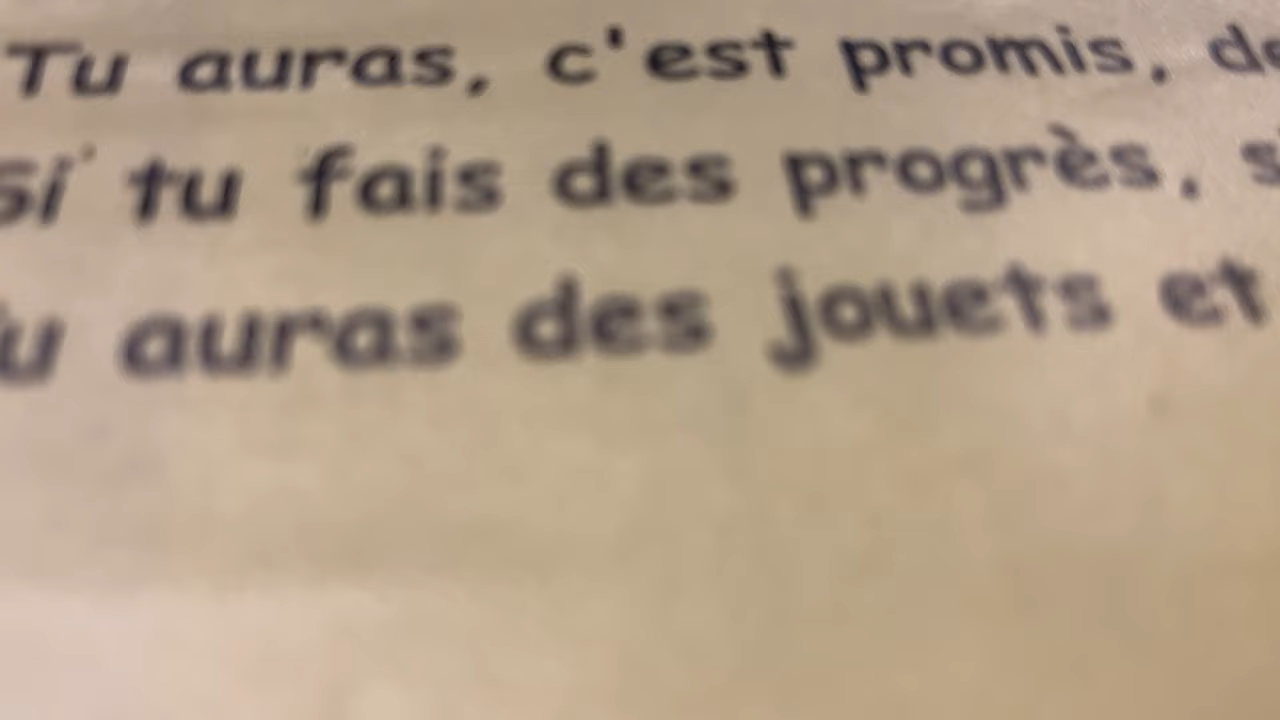 Tu auras, c'est promis,
si tu fais des progrès,
auras des jouets et